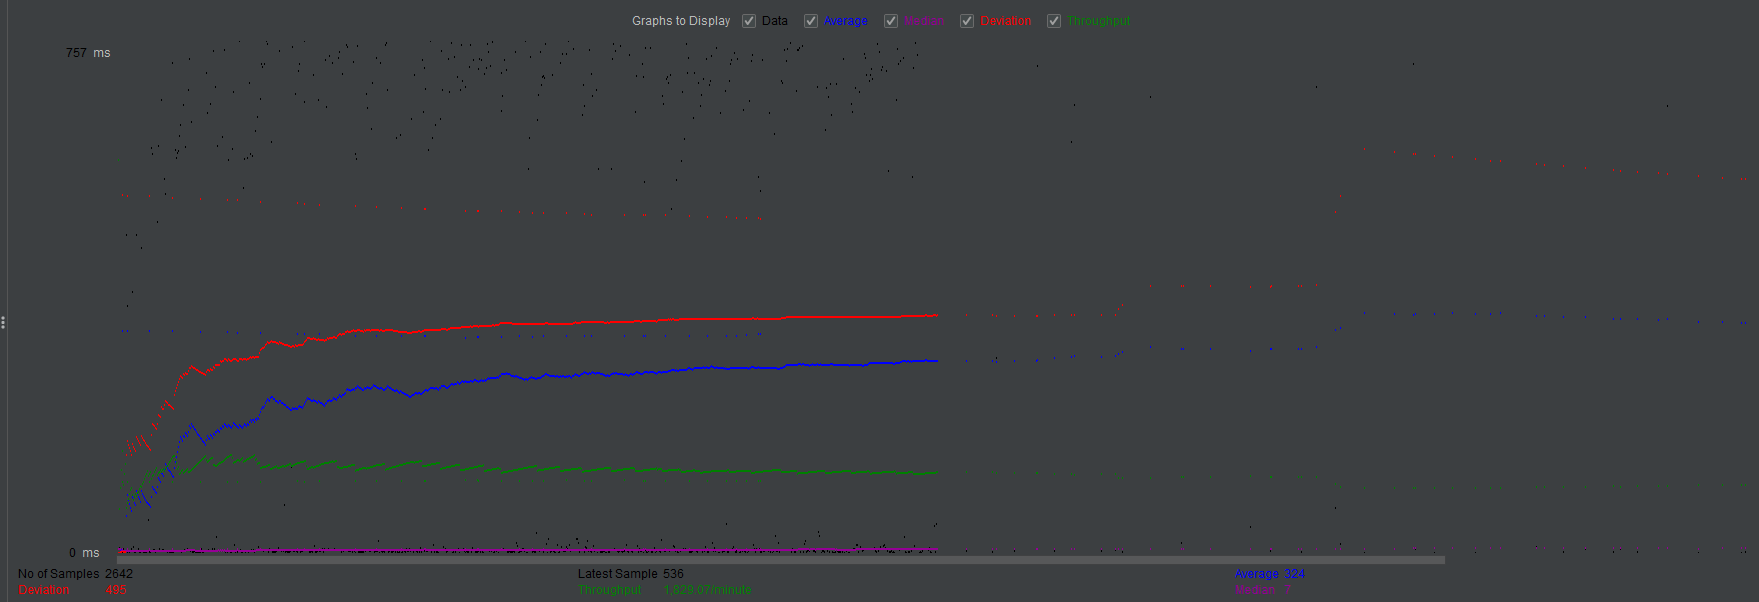 Graphs to Display Data Average Median Deviation Throughput
757 ms
0 ms
No of Samples 2642 Latest Sample 536 Average 324
Deviation 495 Throughput 1,829.07/minute Median